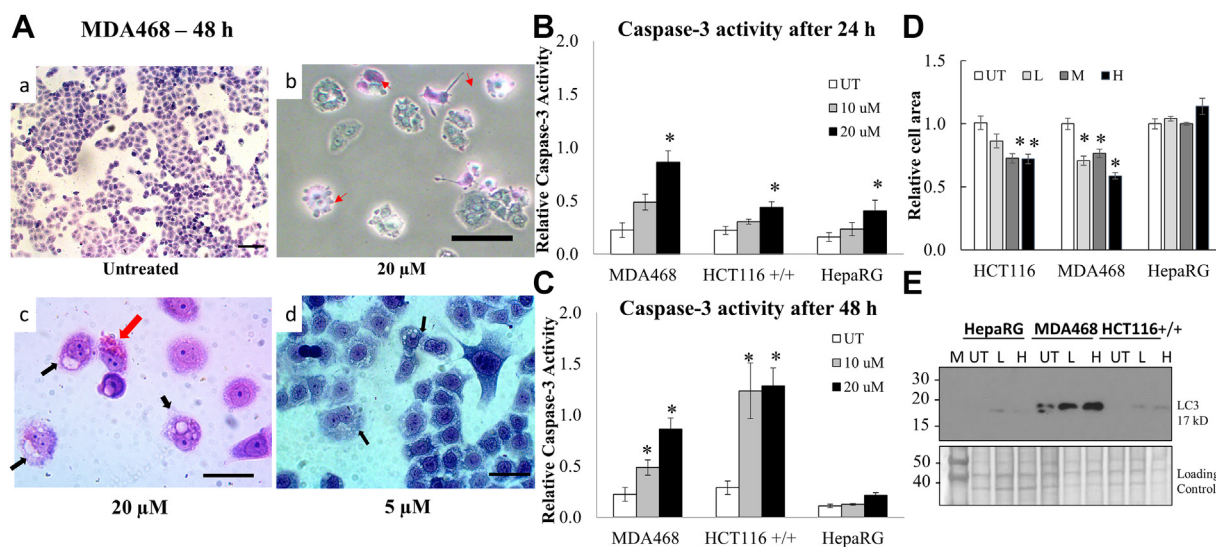 A
MDA468 – 48 h
a
Untreated
b
20 µM
c
20 µM
d
5 µM
B
Caspase-3 activity after 24 h
Relative Caspase-3 Activity
2.0
1.5
1.0
0.5
0.0
UT
10 uM
20 uM
*
*
*
MDA468 HCT116 +/+ HepaRG
C
Caspase-3 activity after 48 h
Relative Caspase-3 Activity
2.0
1.5
1.0
0.5
0.0
UT
10 uM
20 uM
*
*
*
*
MDA468 HCT116 +/+ HepaRG
D
UT L M H
Relative cell area
1.5
1.0
0.5
0.0
* *
* *
*
HCT116 MDA468 HepaRG
E
HepaRG MDA468 HCT116+/+
M UT L H UT L H UT L H
30
20
15
LC3
17 kD
50
40
Loading
Control